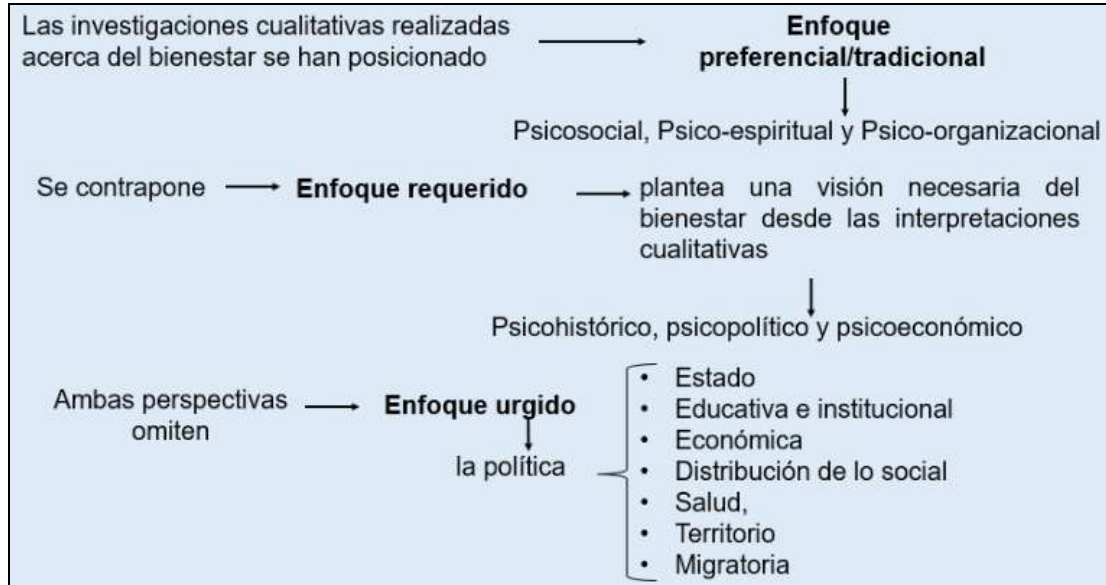 Las investigaciones cualitativas realizadas
acerca del bienestar se han posicionado
Enfoque
preferencial/tradicional
Psicosocial, Psico-espiritual y Psico-organizacional
Se contrapone
Enfoque requerido
plantea una visión necesaria del
bienestar desde las interpretaciones
cualitativas
Psicohistórico, psicopolítico y psicoeconómico
Ambas perspectivas
omiten
Enfoque urgido
la política
• Estado
• Educativa e institucional
• Económica
• Distribución de lo social
• Salud,
• Territorio
• Migratoria